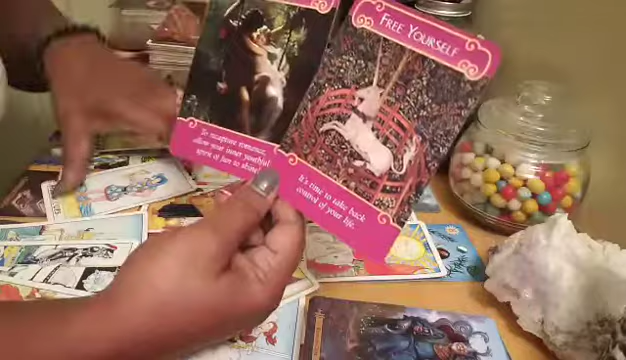 FREE YOURSELF
To recapture romance,
allow your inner youthful
spirit of fun to shine!
It's time to take back
control of your life.